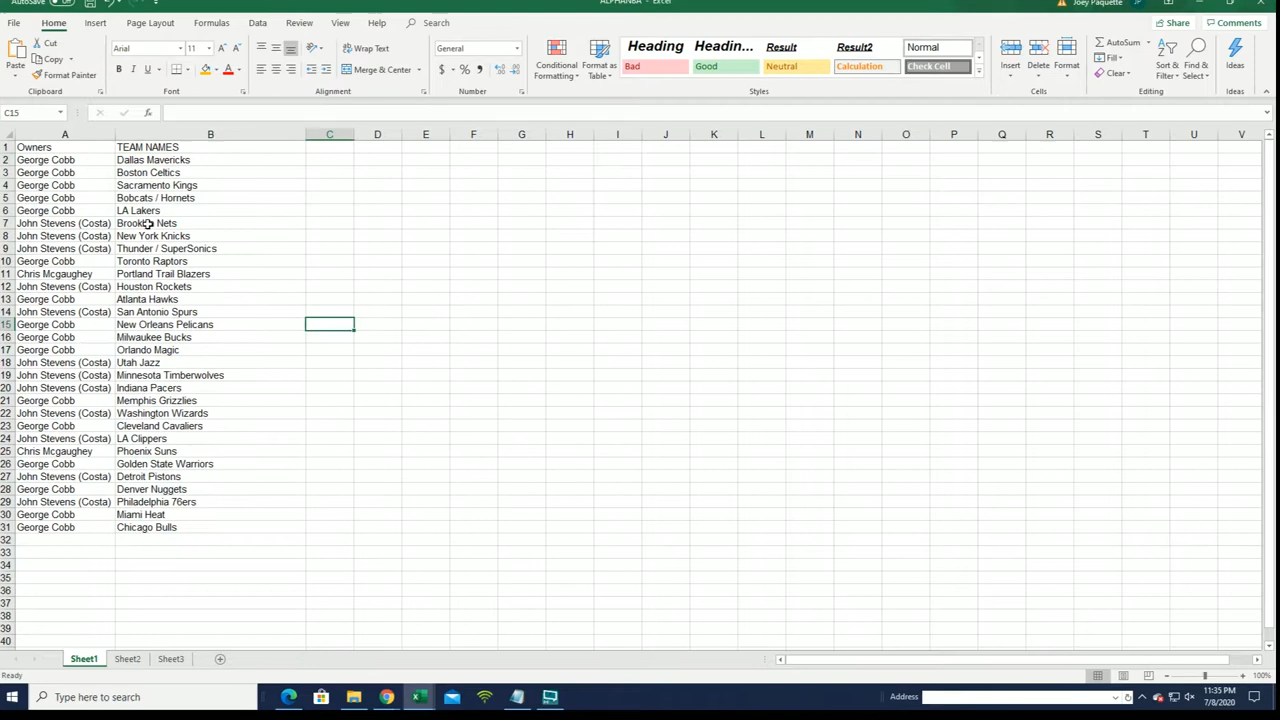 AutoSave Off ALPHANBA - Excel Joey Paquette JP
File Home Insert Page Layout Formulas Data Review View Help Search Share Comments
Cut Arial 11 Wrap Text General Heading Headin... Result Result2 Normal AutoSum
Copy Fill
Paste Format Painter Merge & Center $ % , Conditional Formatting Format as Table Bad Good Neutral Calculation Check Cell Insert Delete Format Clear Sort & Filter Find & Select Ideas
Clipboard Font Alignment Number Styles Cells Editing Ideas
C15 fx
A B C D E F G H I J K L M N O P Q R S T U V
1 Owners TEAM NAMES
2 George Cobb Dallas Mavericks
3 George Cobb Boston Celtics
4 George Cobb Sacramento Kings
5 George Cobb Bobcats / Hornets
6 George Cobb LA Lakers
7 John Stevens (Costa) Brooklyn Nets
8 John Stevens (Costa) New York Knicks
9 John Stevens (Costa) Thunder / SuperSonics
10 George Cobb Toronto Raptors
11 Chris Mcgaughey Portland Trail Blazers
12 John Stevens (Costa) Houston Rockets
13 George Cobb Atlanta Hawks
14 John Stevens (Costa) San Antonio Spurs
15 George Cobb New Orleans Pelicans
16 George Cobb Milwaukee Bucks
17 George Cobb Orlando Magic
18 John Stevens (Costa) Utah Jazz
19 John Stevens (Costa) Minnesota Timberwolves
20 John Stevens (Costa) Indiana Pacers
21 George Cobb Memphis Grizzlies
22 John Stevens (Costa) Washington Wizards
23 George Cobb Cleveland Cavaliers
24 John Stevens (Costa) LA Clippers
25 Chris Mcgaughey Phoenix Suns
26 George Cobb Golden State Warriors
27 John Stevens (Costa) Detroit Pistons
28 George Cobb Denver Nuggets
29 John Stevens (Costa) Philadelphia 76ers
30 George Cobb Miami Heat
31 George Cobb Chicago Bulls
32
33
34
35
36
37
38
39
40
Sheet1 Sheet2 Sheet3
Ready 100%
Type here to search Address 11:35 PM
7/8/2020